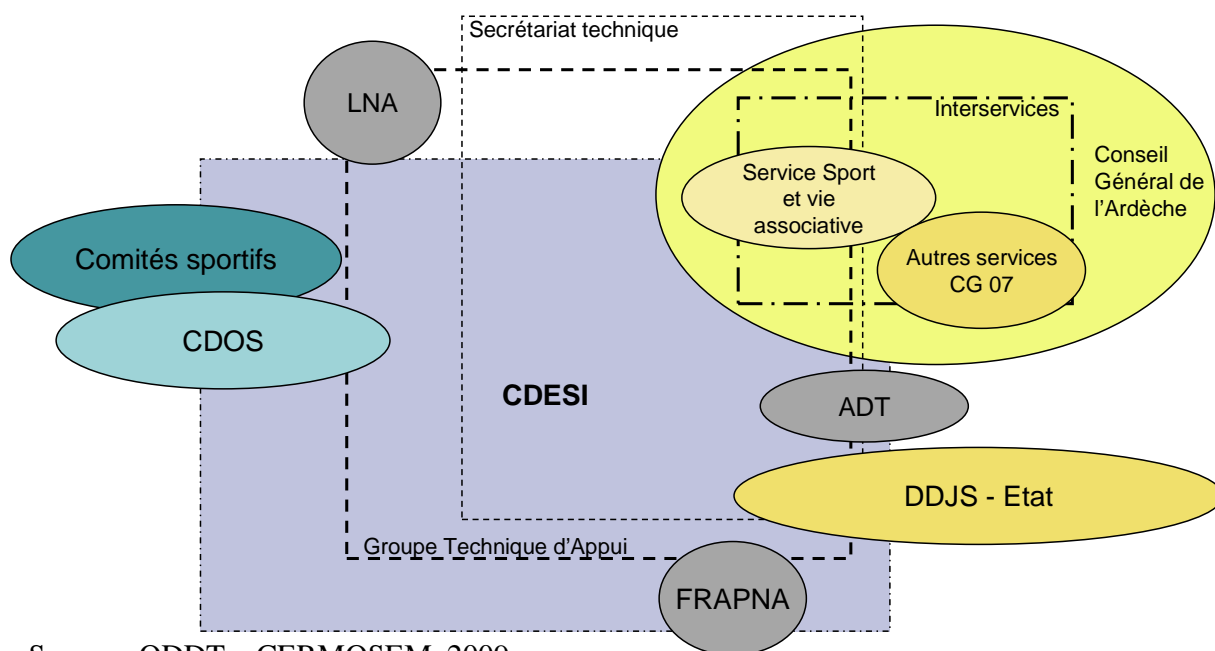 Secrétariat technique
LNA
Interservices
Conseil
Général de
l'Ardèche
Service Sport
et vie
associative
Autres services
CG 07
Comités sportifs
CDOS
CDESI
ADT
DDJS - Etat
Groupe Technique d'Appui
FRAPNA